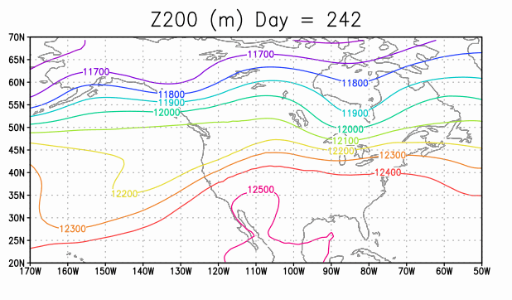 Z200 (m) Day = 242
70N
65N
60N
55N
50N
45N
40N
35N
30N
25N
20N
11700
11700
11800
11800
11900
11900
12000
12000
12100
12200
12300
12400
12500
12200
12300
170W 160W 150W 140W 130W 120W 110W 100W 90W 80W 70W 60W 50W